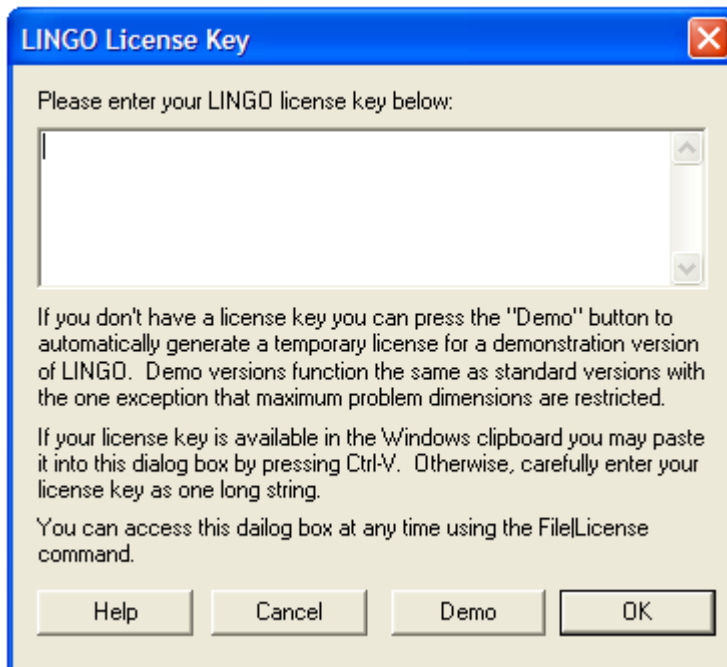 LINGO License Key
Please enter your LINGO license key below:
If you don't have a license key you can press the "Demo" button to
automatically generate a temporary license for a demonstration version
of LINGO.  Demo versions function the same as standard versions with
the one exception that maximum problem dimensions are restricted.
If your license key is available in the Windows clipboard you may paste
it into this dialog box by pressing Ctrl-V.  Otherwise, carefully enter your
license key as one long string.
You can access this dailog box at any time using the File|License
command.
Help Cancel Demo OK